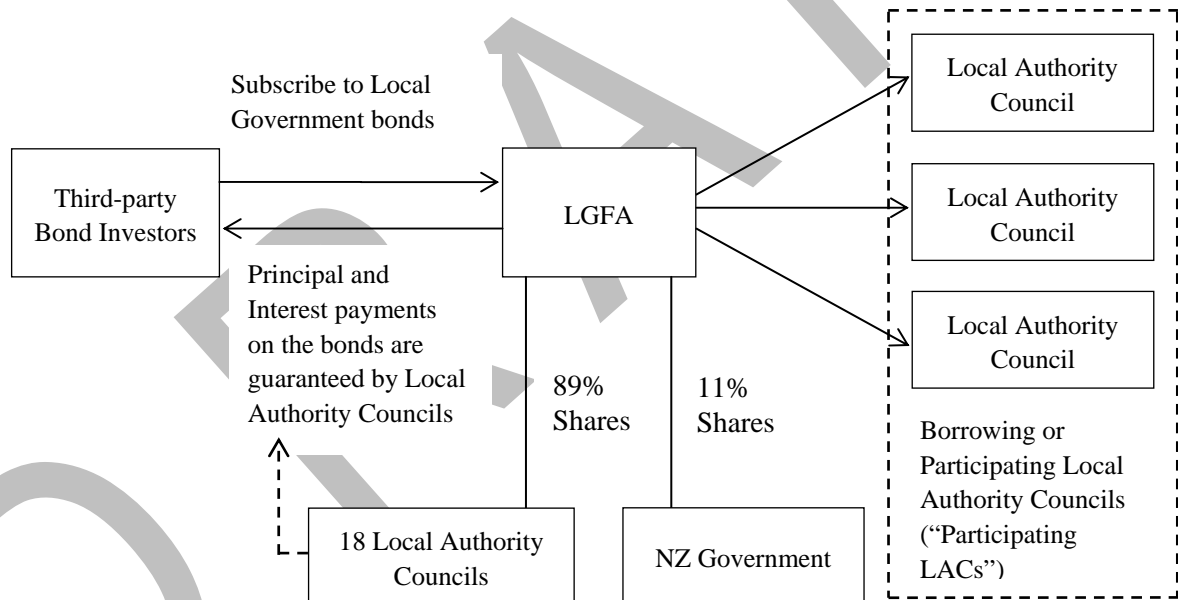 Subscribe to Local
Government bonds
Third-party
Bond Investors
LGFA
Principal and
Interest payments
on the bonds are
guaranteed by Local
Authority Councils
89%
Shares
11%
Shares
18 Local Authority
Councils
NZ Government
Local Authority
Council
Local Authority
Council
Local Authority
Council
Borrowing or
Participating Local
Authority Councils
(“Participating
LACs”)